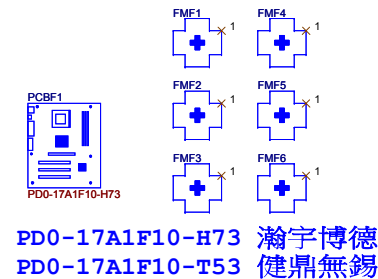 FMF1
1
FMF4
1
PCBF1
FMF2
1
FMF5
1
PD0-17A1F10-H73
FMF3
1
FMF6
1
PD0-17A1F10-H73 瀚宇博德
PD0-17A1F10-T53 健鼎無錫